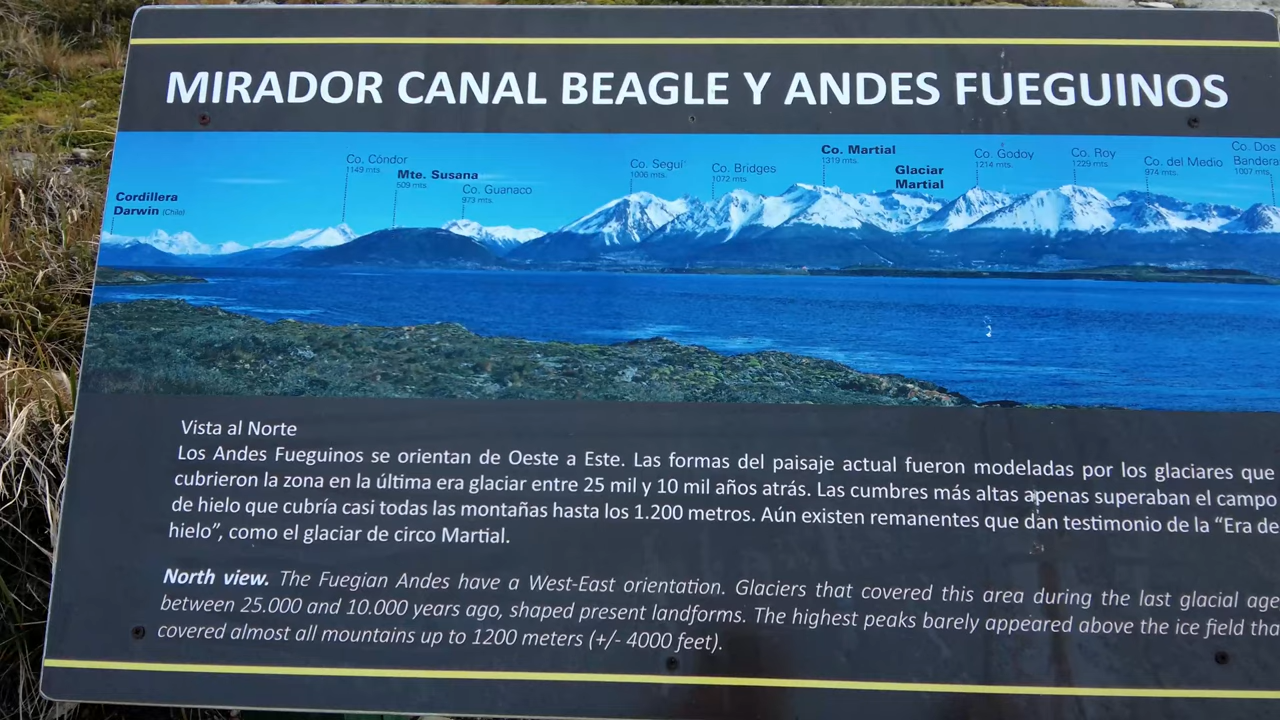 MIRADOR CANAL BEAGLE Y ANDES FUEGUINOS
Cordillera
Darwin (Chile)
Co. Cóndor
1149 mts.
Mte. Susana
509 mts.
Co. Guanaco
973 mts.
Co. Seguí
1006 mts.
Co. Bridges
1072 mts.
Co. Martial
1319 mts.
Glaciar
Martial
Co. Godoy
1214 mts.
Co. Roy
1229 mts.
Co. del Medio
974 mts.
Co. Dos
Bandera
1007 mts.
Vista al Norte
Los Andes Fueguinos se orientan de Oeste a Este. Las formas del paisaje actual fueron modeladas por los glaciares que
cubrieron la zona en la última era glaciar entre 25 mil y 10 mil años atrás. Las cumbres más altas apenas superaban el campo
de hielo que cubría casi todas las montañas hasta los 1.200 metros. Aún existen remanentes que dan testimonio de la “Era de
hielo”, como el glaciar de circo Martial.
North view. The Fuegian Andes have a West-East orientation. Glaciers that covered this area during the last glacial age
between 25.000 and 10.000 years ago, shaped present landforms. The highest peaks barely appeared above the ice field tha
covered almost all mountains up to 1200 meters (+/- 4000 feet).